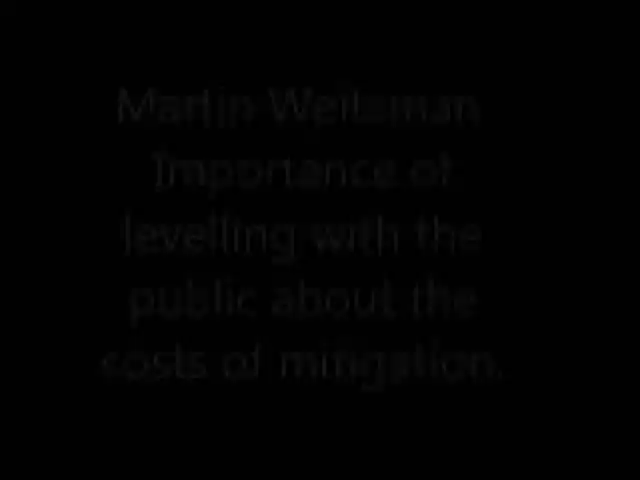 Martin Weitzman
Importance of
levelling with the
public about the
costs of mitigation.